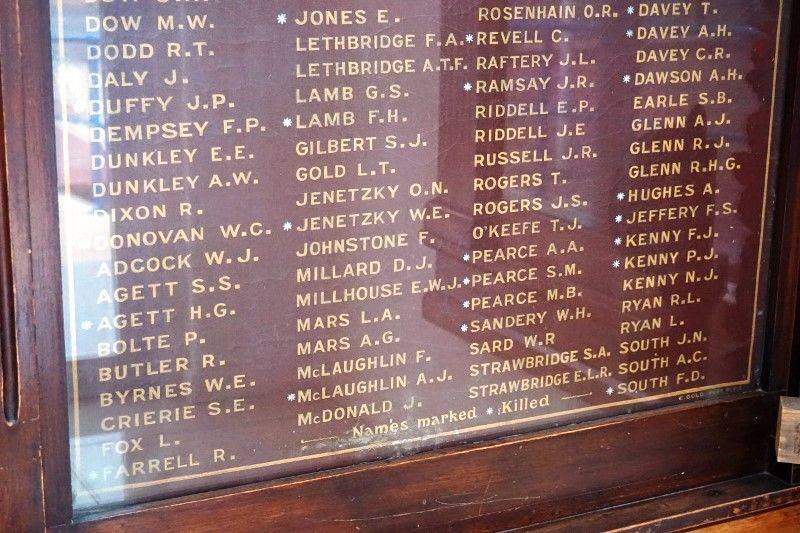 DOW M.W.
DODD R.T.
DALY J.
DUFFY J.P.
DEMPSEY F.P.
DUNKLEY E.E.
DUNKLEY A.W.
DIXON R.
*DONOVAN W.C.
ADCOCK W.J.
AGETT S.S.
*AGETT H.G.
BOLTE P.
BUTLER R.
BYRNES W.E.
CRIERIE S.E.
FOX L.
*FARRELL R.
*JONES E.
LETHBRIDGE F.A.
LETHBRIDGE A.T.F.
LAMB G.S.
*LAMB F.H.
GILBERT S.J.
GOLD L.T.
JENETZKY O.N.
*JENETZKY W.E.
JOHNSTONE F.
MILLARD D.J.
MILLHOUSE E.W.J.
MARS L.A.
MARS A.G.
McLAUGHLIN F.
*McLAUGHLIN A.J.
McDONALD J.
ROSENHAIN O.R.
*REVELL C.
RAFTERY J.L.
*RAMSAY J.R.
RIDDELL E.P.
RIDDELL J.E
RUSSELL J.R.
ROGERS T.
ROGERS J.S.
O'KEEFE T.J.
*PEARCE A.A.
*PEARCE S.M.
*PEARCE M.B.
*SANDERY W.H.
SARD W.R
STRAWBRIDGE S.A.
STRAWBRIDGE E.L.R.
*DAVEY T.
*DAVEY A.H.
DAVEY C.R.
*DAWSON A.H.
EARLE S.B.
GLENN A.J.
GLENN R.J.
GLENN R.H.G.
*HUGHES A.
*JEFFERY F.S.
*KENNY F.J.
*KENNY P.J.
KENNY N.J.
RYAN R.L.
RYAN L.
SOUTH J.N.
SOUTH A.C.
*SOUTH F.D.
Names marked * Killed